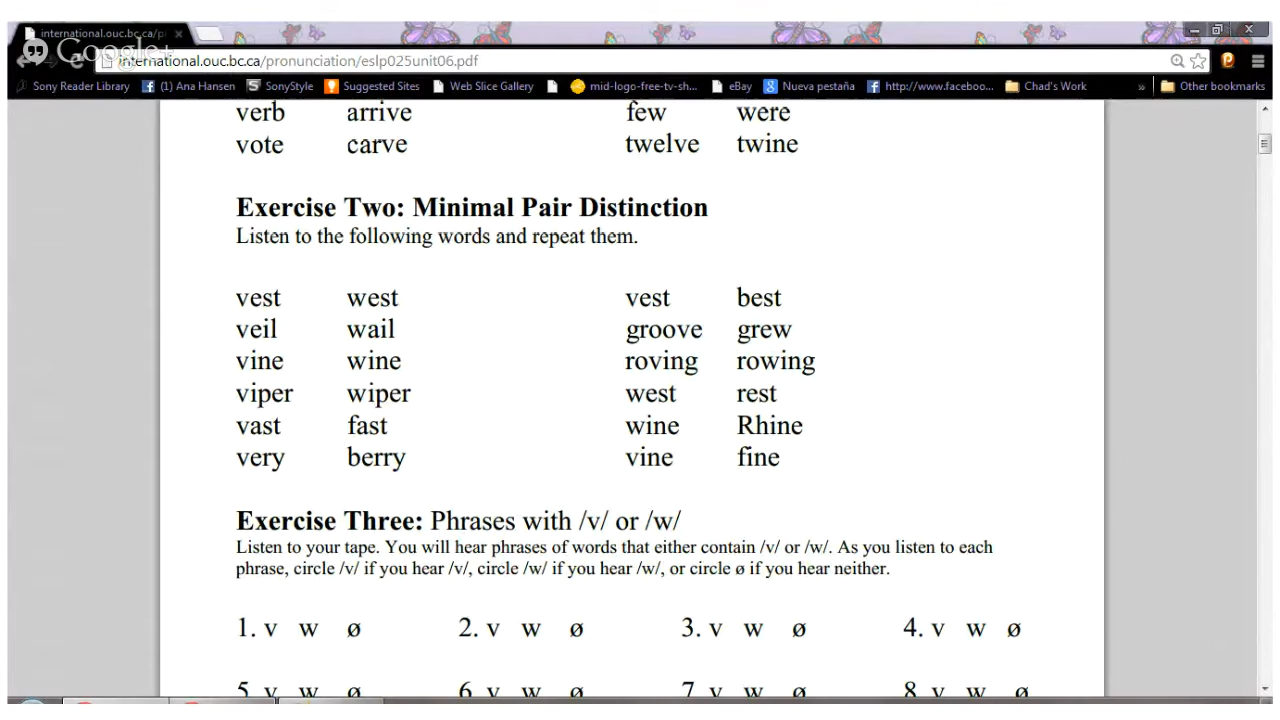 international.ouc.bc.ca/p
Google+
international.ouc.bc.ca/pronunciation/eslp025unit06.pdf
Sony Reader Library (1) Ana Hansen SonyStyle Suggested Sites Web Slice Gallery mid-logo-free-tv-sh... eBay Nueva pestaña http://www.faceboo... Chad's Work » Other bookmarks
verb arrive few were
vote carve twelve twine
Exercise Two: Minimal Pair Distinction
Listen to the following words and repeat them.
vest west vest best
veil wail groove grew
vine wine roving rowing
viper wiper west rest
vast fast wine Rhine
very berry vine fine
Exercise Three: Phrases with /v/ or /w/
Listen to your tape. You will hear phrases of words that either contain /v/ or /w/. As you listen to each
phrase, circle /v/ if you hear /v/, circle /w/ if you hear /w/, or circle ø if you hear neither.
1. v w ø 2. v w ø 3. v w ø 4. v w ø
5 v w ø 6 v w ø 7 v w ø 8 v w ø